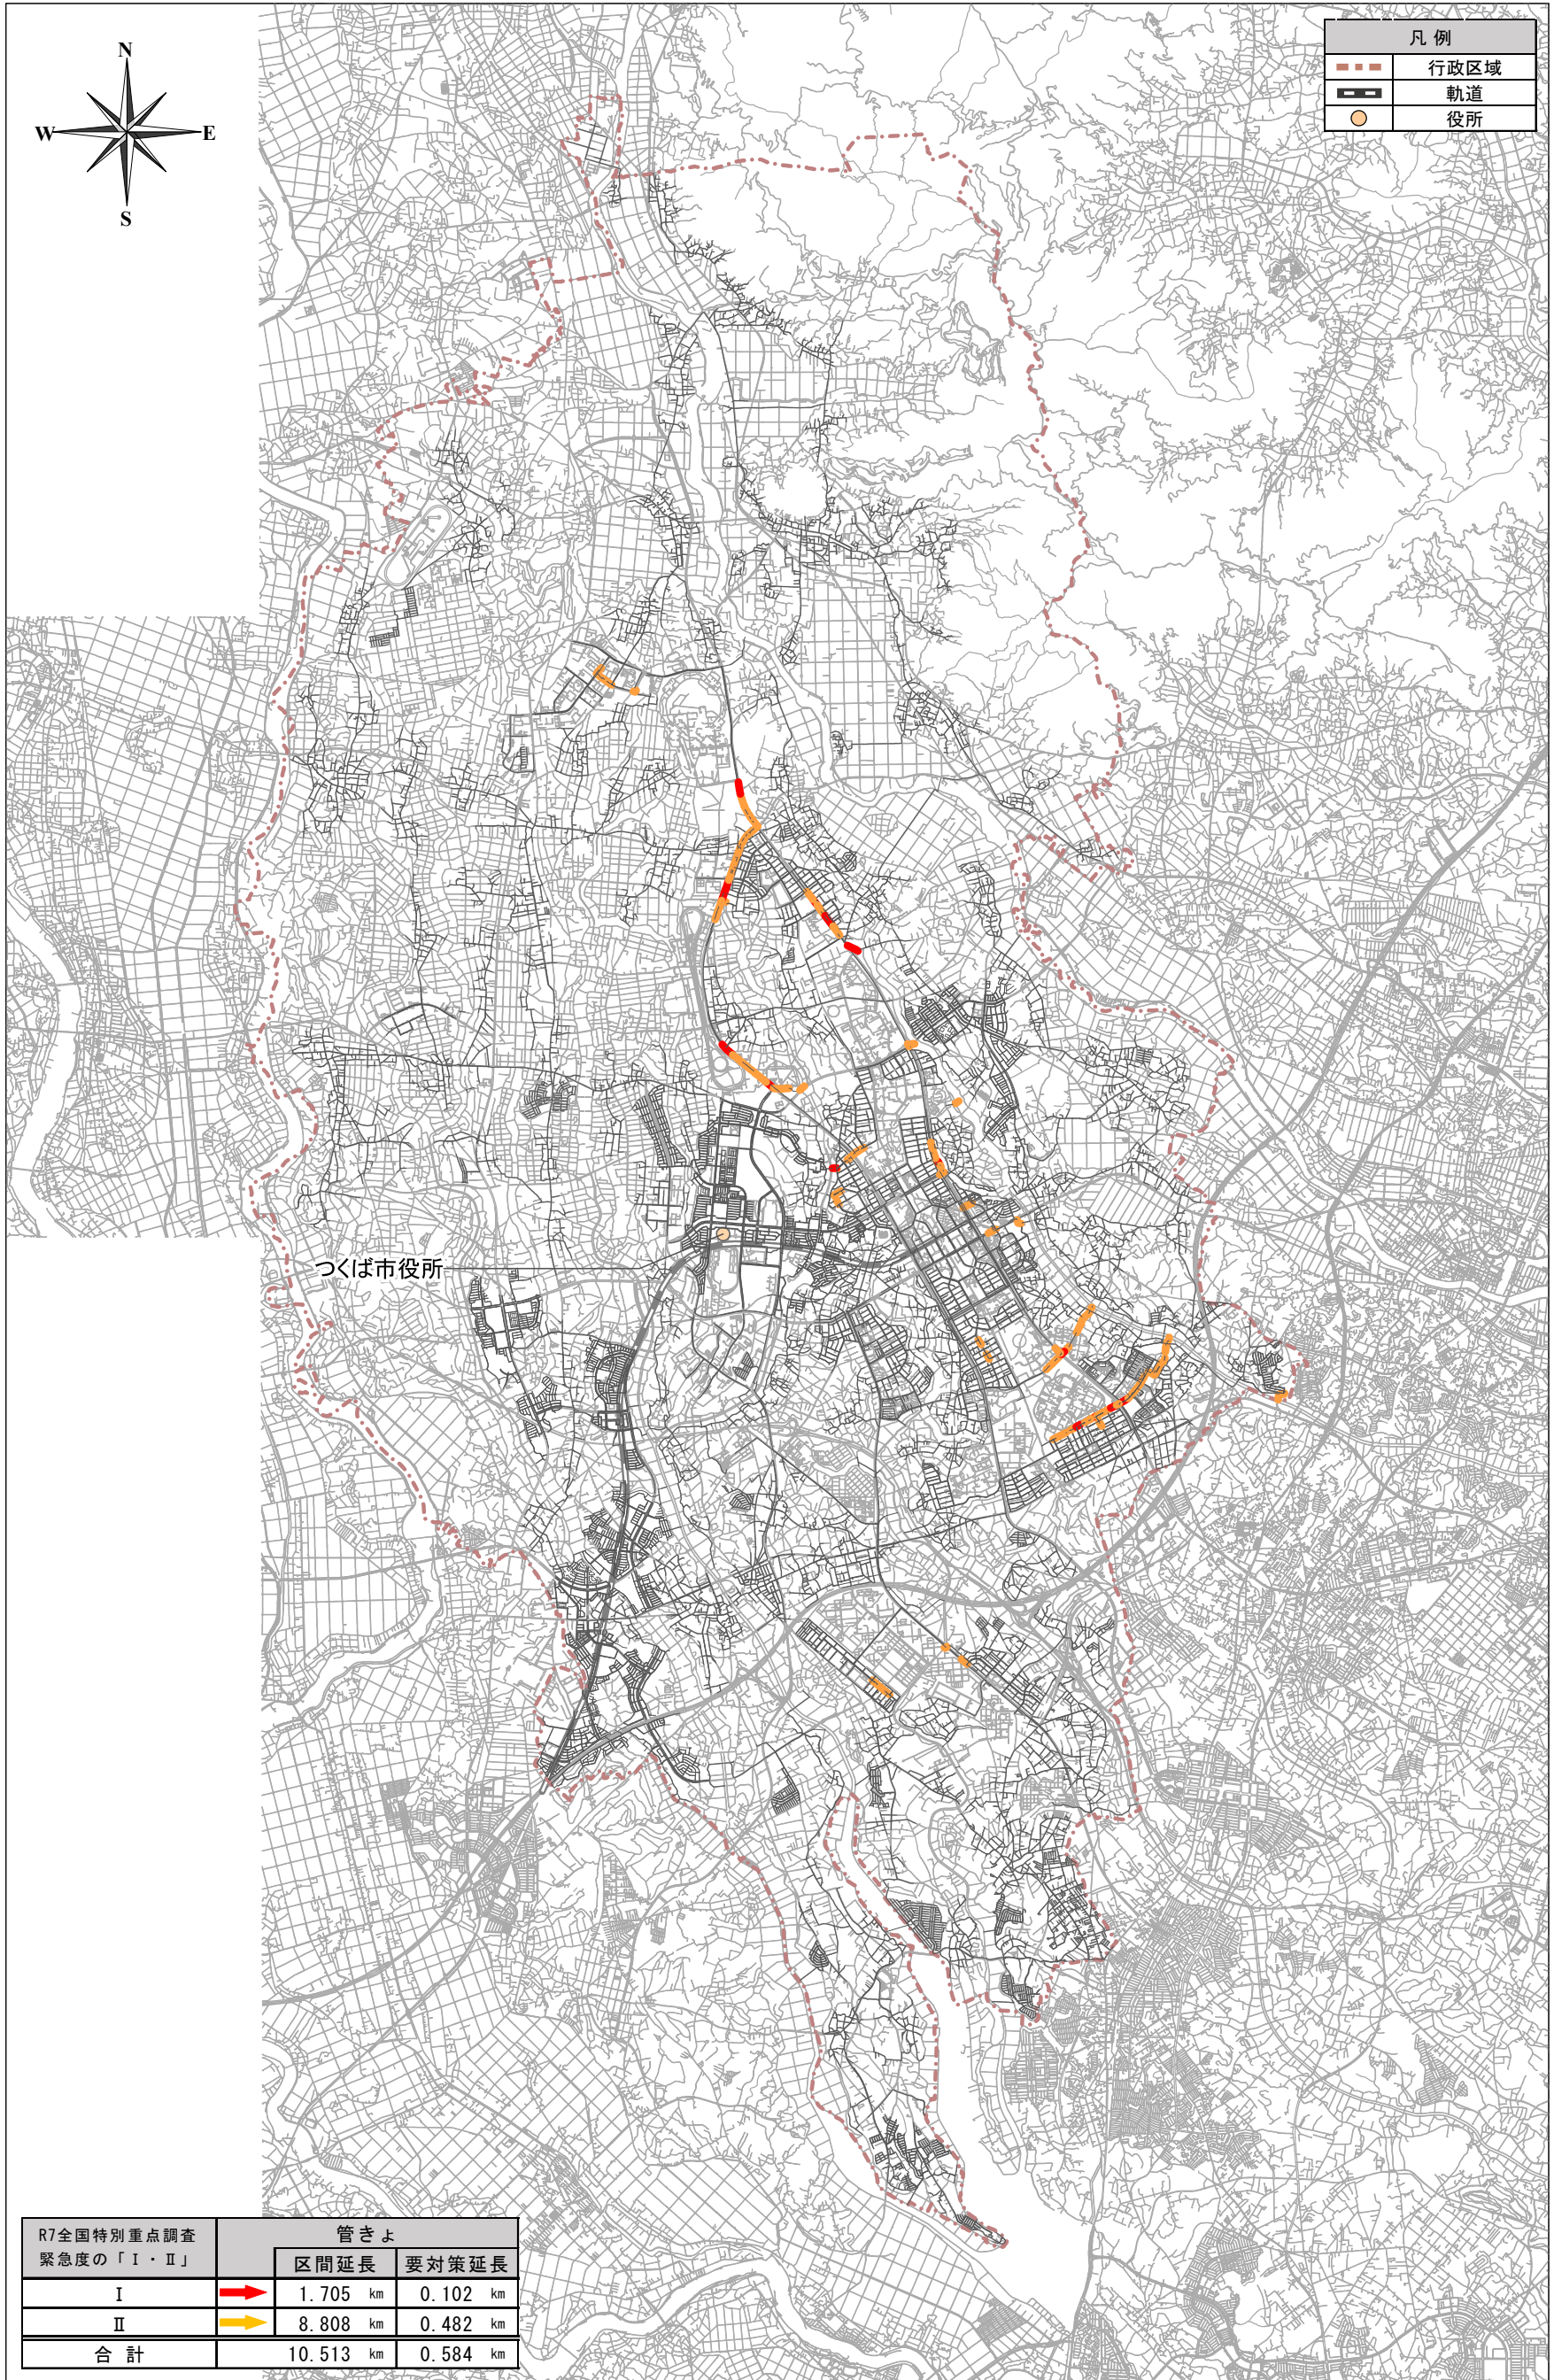 N
W E
S
凡例
行政区域
軌道
役所
つくば市役所
R7全国特別重点調査
緊急度の「Ⅰ・Ⅱ」
管きょ
区間延長 要対策延長
Ⅰ 1.705 km 0.102 km
Ⅱ 8.808 km 0.482 km
合計 10.513 km 0.584 km